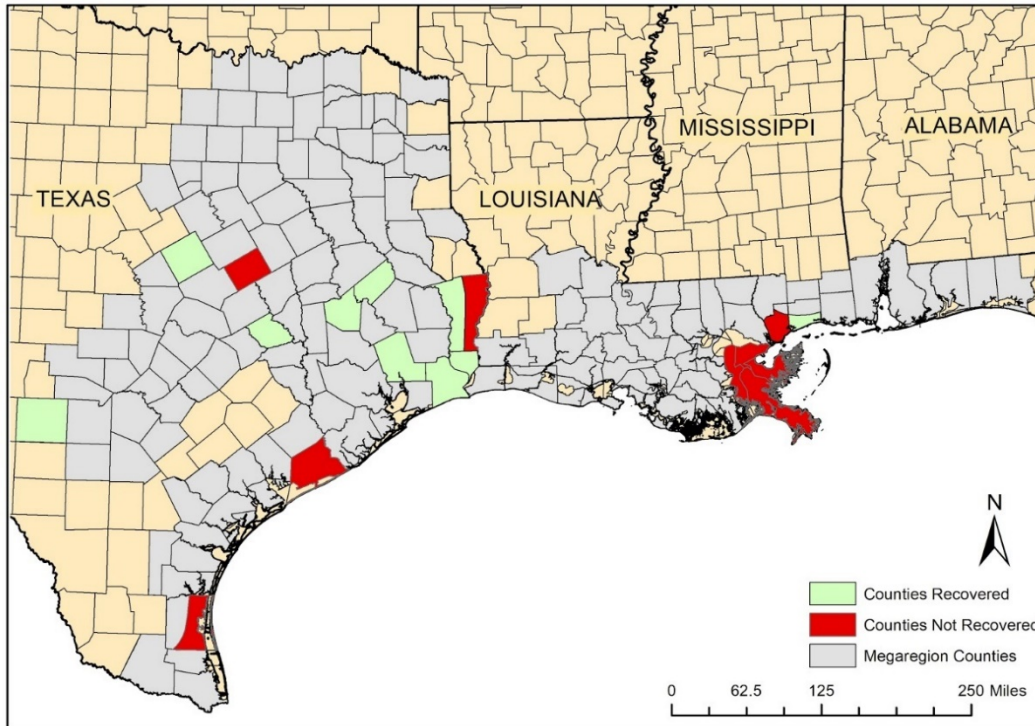 MISSISSIPPI
ALABAMA
TEXAS
LOUISIANA
N
Counties Recovered
Counties Not Recovered
Megaregion Counties
0 62.5 125 250 Miles